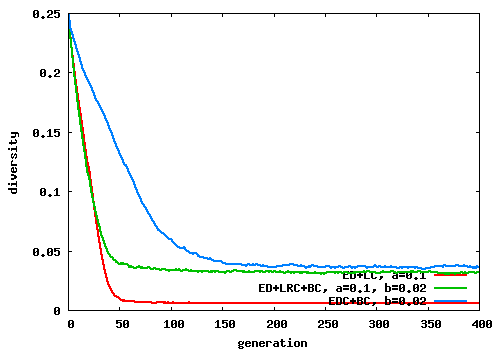 0.25
0.2
diversity
0.15
0.1
0.05
0
ED+LC, a=0.1
ED+LRC+BC, a=0.1, b=0.02
EDC+BC, b=0.02
0 50 100 150 200 250 300 350 400
generation